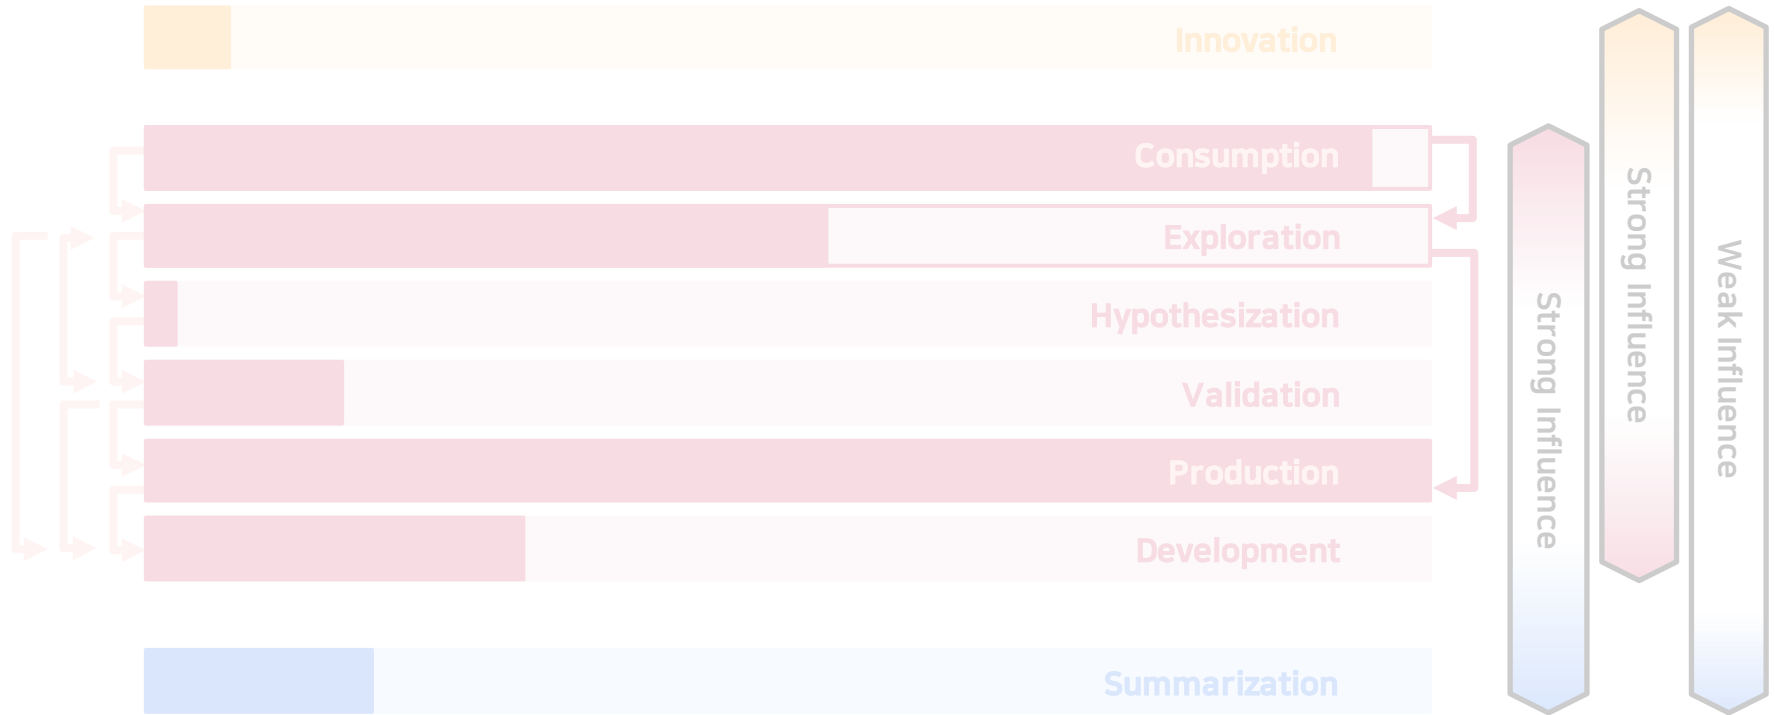 Innovation
Consumption
Exploration
Hypothesization
Validation
Production
Development
Summarization
Strong Influence
Strong Influence
Weak Influence